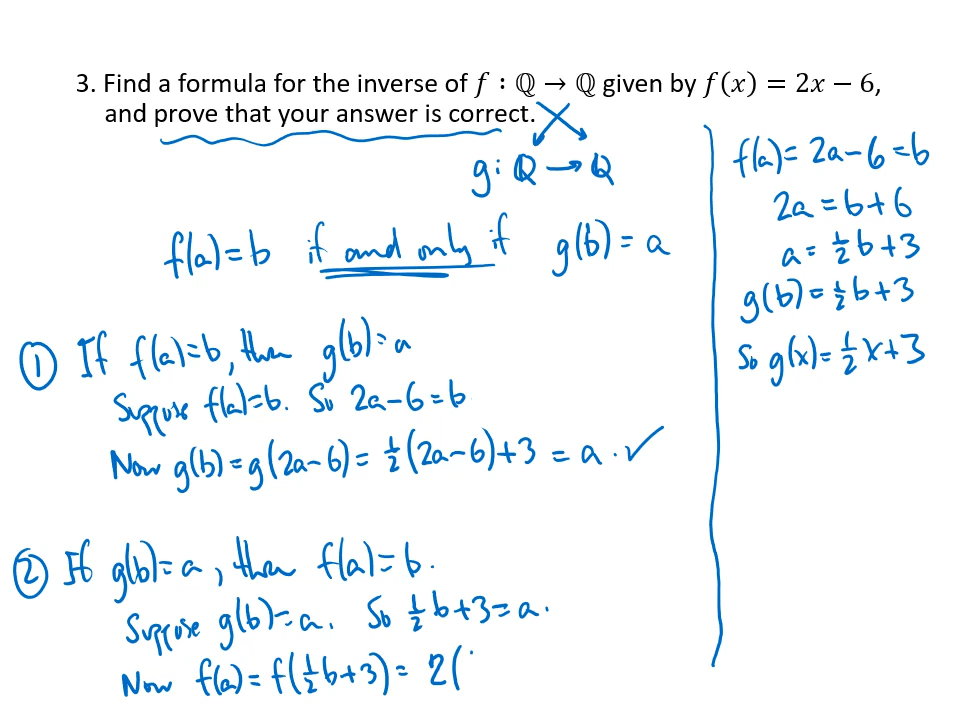 3. Find a formula for the inverse of f : ℚ → ℚ given by f(x) = 2x − 6,
and prove that your answer is correct.
g: ℚ → ℚ
f(a)=b if and only if g(b) = a
① If f(a)=b, then g(b)=a
Suppose f(a)=b. So 2a-6=b
Now g(b)=g(2a-6)= ½(2a-6)+3 = a. ✓
② If g(b)=a, then f(a)=b.
Suppose g(b)=a. So ½b+3=a.
Now f(a)=f(½b+3)= 2(
f(a)= 2a-6=b
2a=b+6
a=½b+3
g(b)=½b+3
So g(x)=½x+3